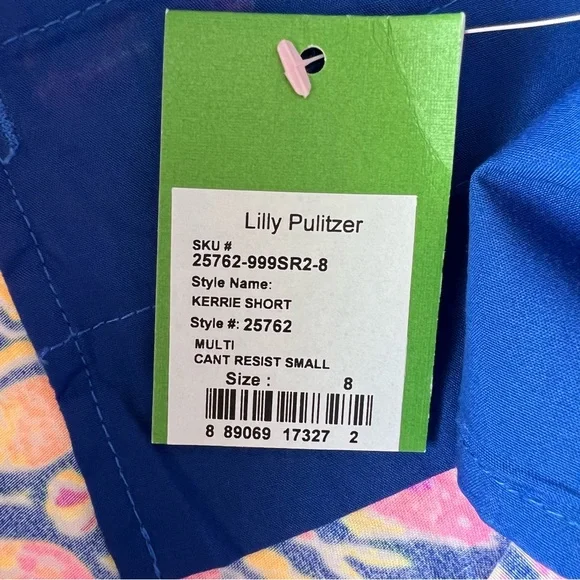 Lilly Pulitzer
SKU #
25762-999SR2-8
Style Name:
KERRIE SHORT
Style #: 25762
MULTI
CANT RESIST SMALL
Size : 8
8 89069 17327 2